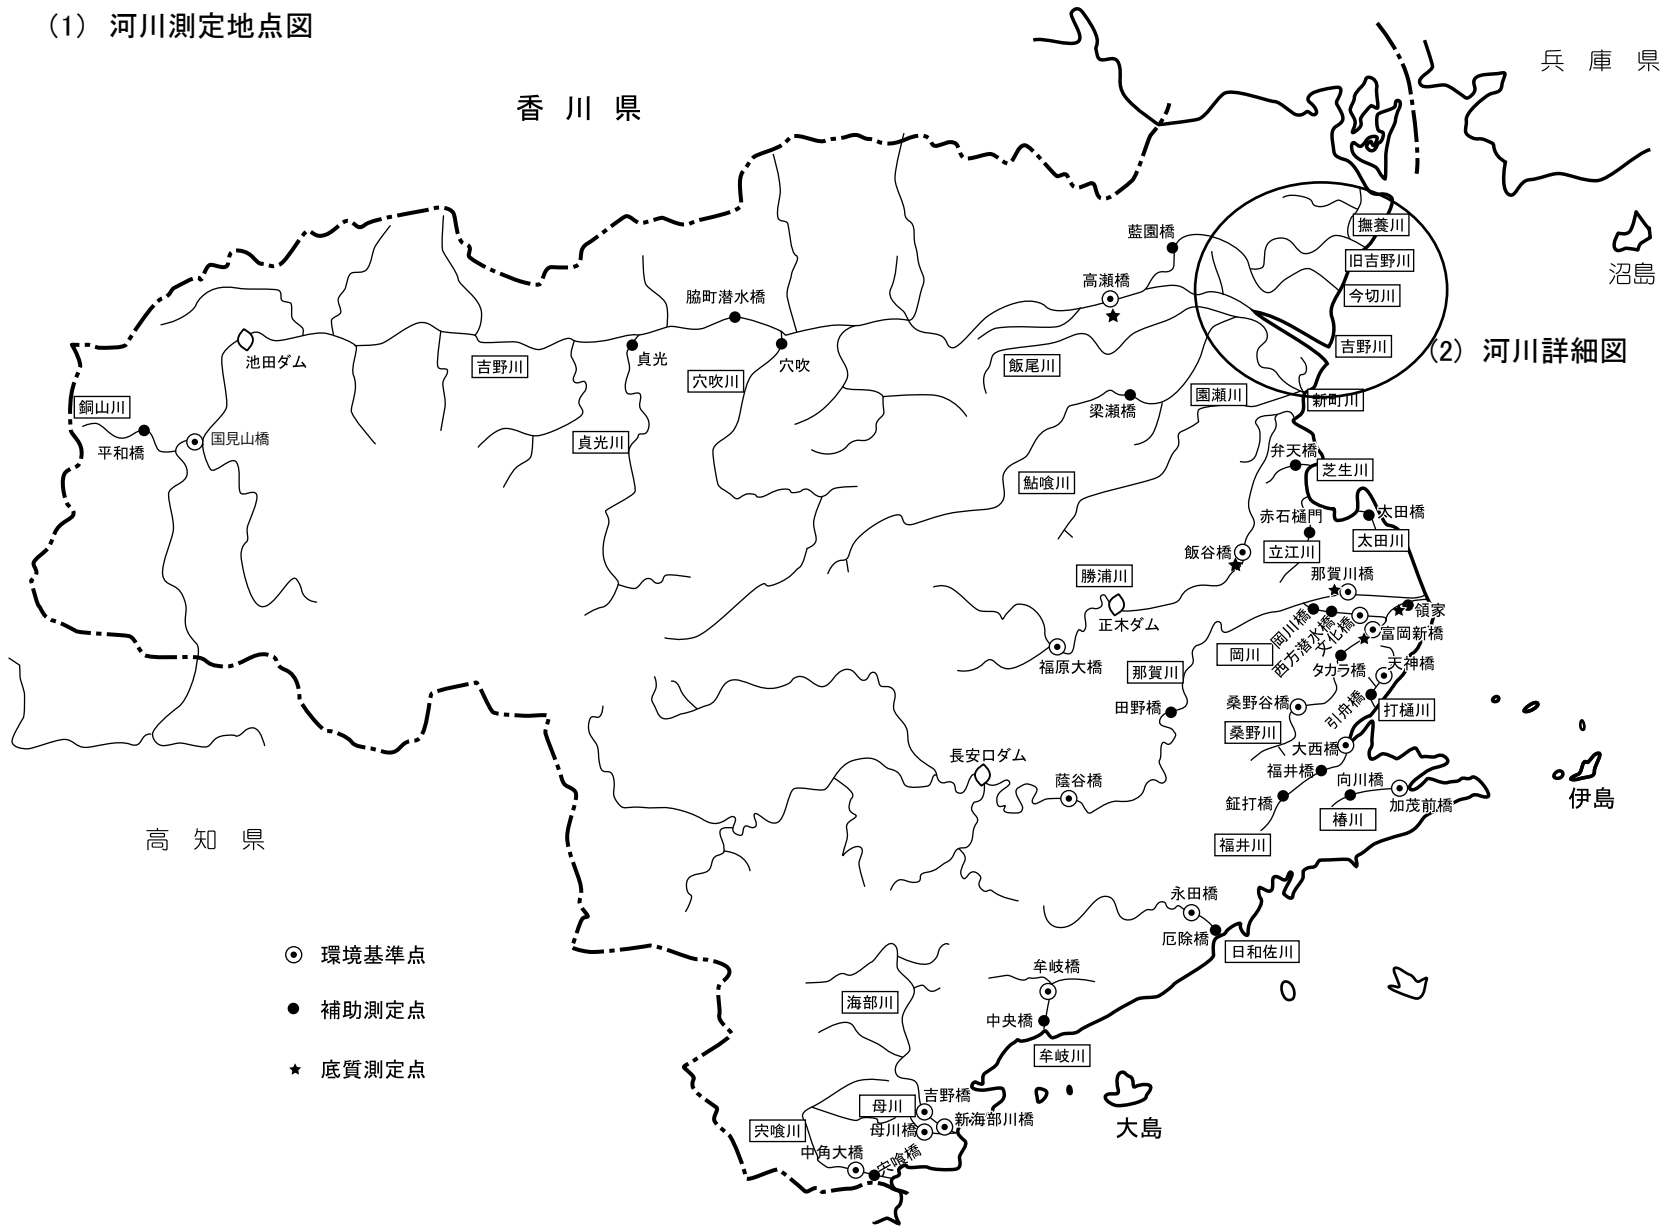 (1) 河川測定地点図
兵庫県
香川県
撫養川
藍園橋
旧吉野川
沼島
高瀬橋
今切川
脇町潜水橋
吉野川
(2) 河川詳細図
池田ダム
吉野川
貞光
穴吹川
穴吹
飯尾川
園瀬川
新町川
銅山川
梁瀬橋
平和橋
国見山橋
貞光川
弁天橋
芝生川
鮎喰川
赤石樋門
太田橋
太田川
飯谷橋
立江川
勝浦川
那賀川橋
正木ダム
岡川橋
西方潜水橋
文化橋
領家
富岡新橋
岡川
福原大橋
那賀川
タカラ橋
天神橋
田野橋
桑野谷橋
引舟橋
打樋川
桑野川
大西橋
長安口ダム
福井橋
蔭谷橋
向川橋
伊島
鉦打橋
加茂前橋
椿川
高知県
福井川
永田橋
厄除橋
日和佐川
環境基準点
牟岐橋
海部川
補助測定点
中央橋
牟岐川
底質測定点
吉野橋
母川
新海部川橋
大島
宍喰川
母川橋
中角大橋
宍喰橋